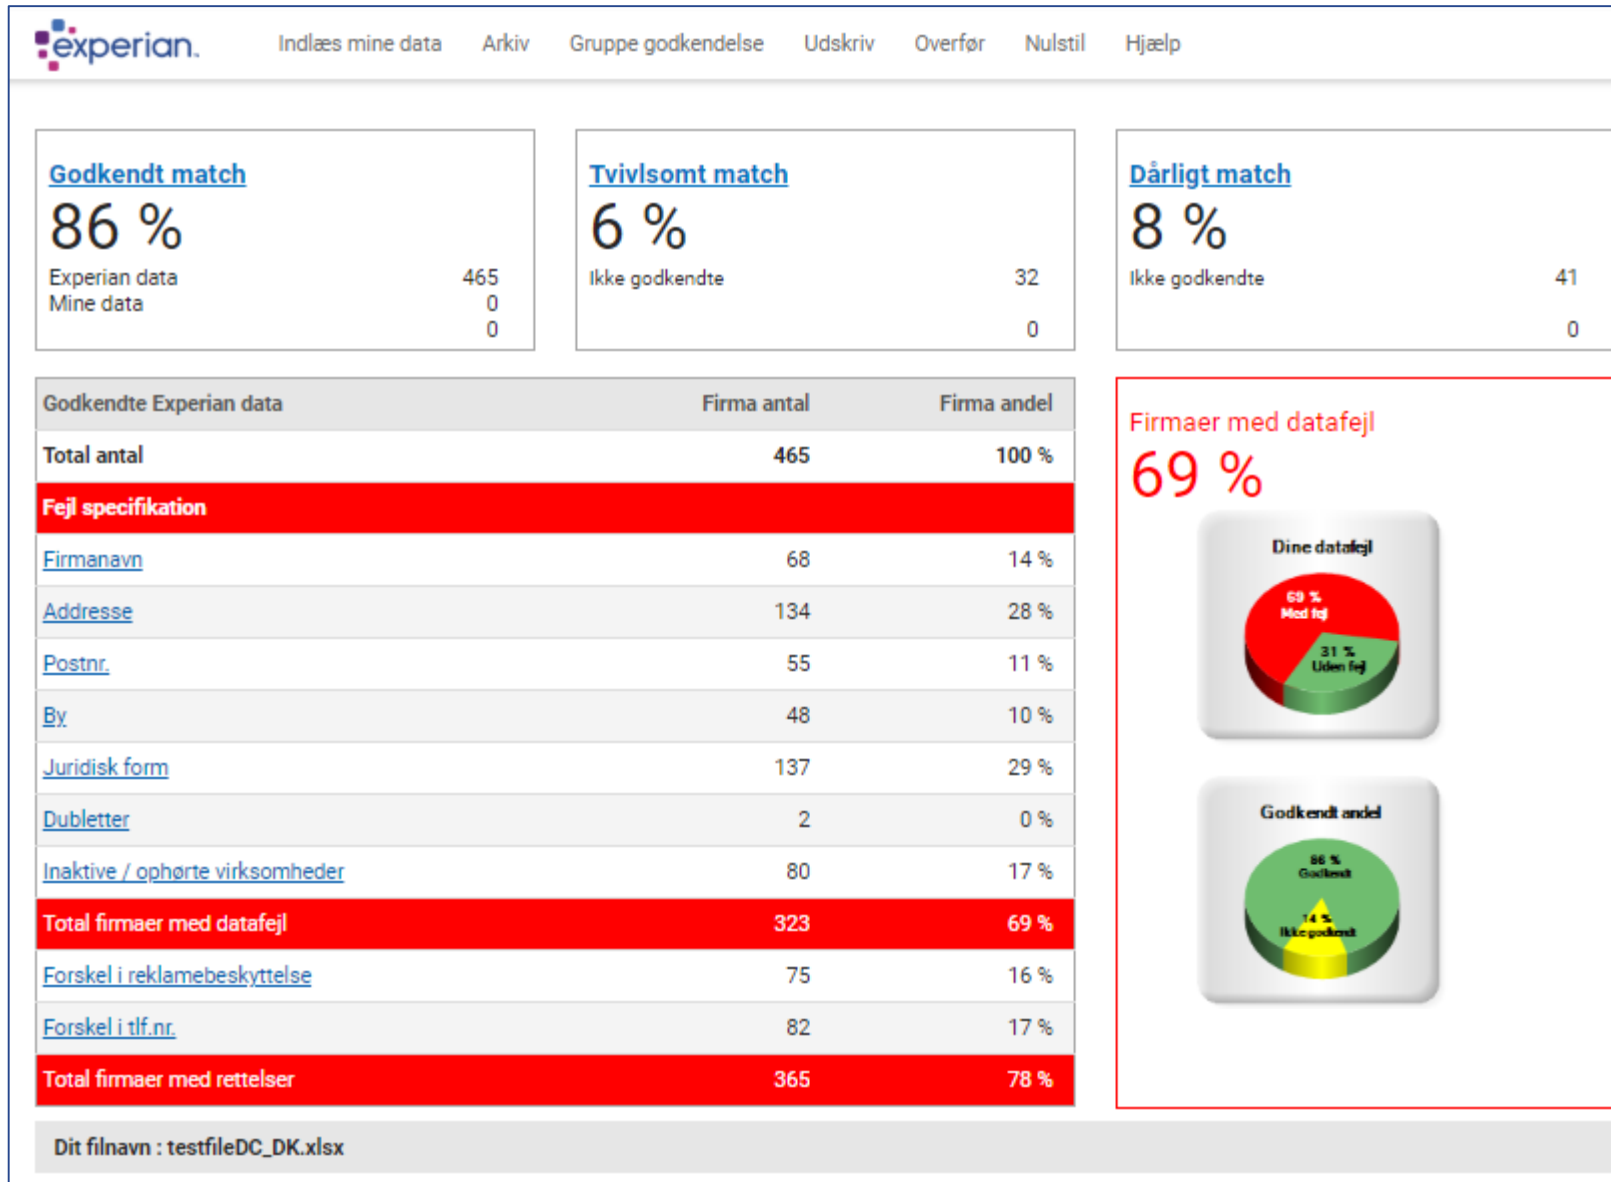 experian.
Indlæs mine data Arkiv Gruppe godkendelse Udskriv Overfør Nulstil Hjælp
Godkendt match
86 %
Experian data 465
Mine data 0
0
Tvivlsomt match
6 %
Ikke godkendte 32
0
Dårligt match
8 %
Ikke godkendte 41
0
Godkendte Experian data Firma antal Firma andel
Total antal 465 100 %
Fejl specifikation
Firmanavn 68 14 %
Addresse 134 28 %
Postnr. 55 11 %
By 48 10 %
Juridisk form 137 29 %
Dubletter 2 0 %
Inaktive / ophørte virksomheder 80 17 %
Total firmaer med datafejl 323 69 %
Forskel i reklamebeskyttelse 75 16 %
Forskel i tlf.nr. 82 17 %
Total firmaer med rettelser 365 78 %
Firmaer med datafejl
69 %
Dine datafejl
69 %
Med fejl
31 %
Uden fejl
Godkendt andel
86 %
Godkendt
14 %
Ikke godkendt
Dit filnavn : testfileDC_DK.xlsx